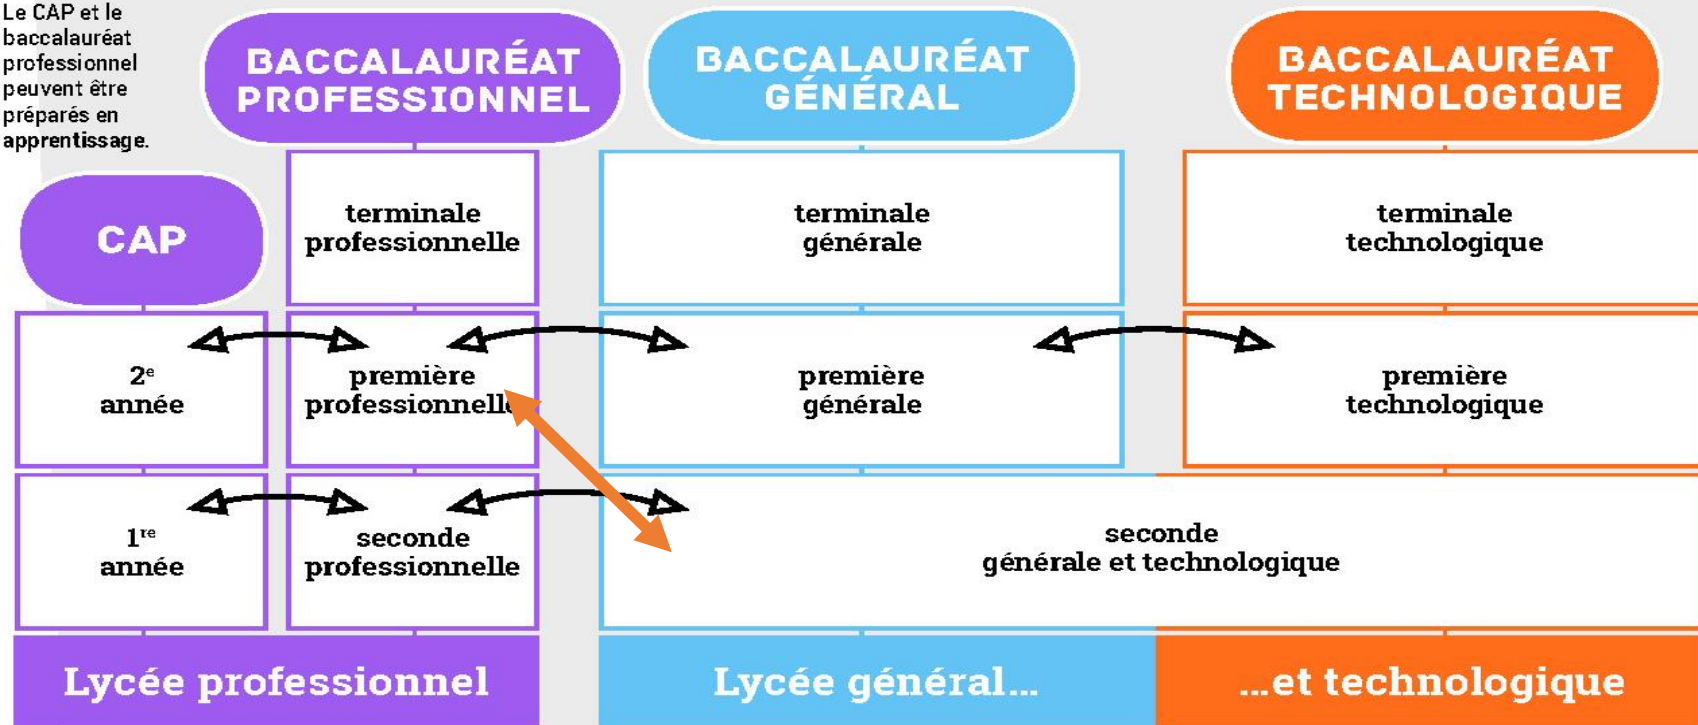 Le CAP et le
baccalauréat
professionnel
peuvent être
préparés en
apprentissage.
BACCALAURÉAT
PROFESSIONNEL
BACCALAURÉAT
GÉNÉRAL
BACCALAURÉAT
TECHNOLOGIQUE
CAP
terminale
professionnelle
terminale
générale
terminale
technologique
2e
année
première
professionnelle
première
générale
première
technologique
1re
année
seconde
professionnelle
seconde
générale et technologique
Lycée professionnel
Lycée général...
...et technologique